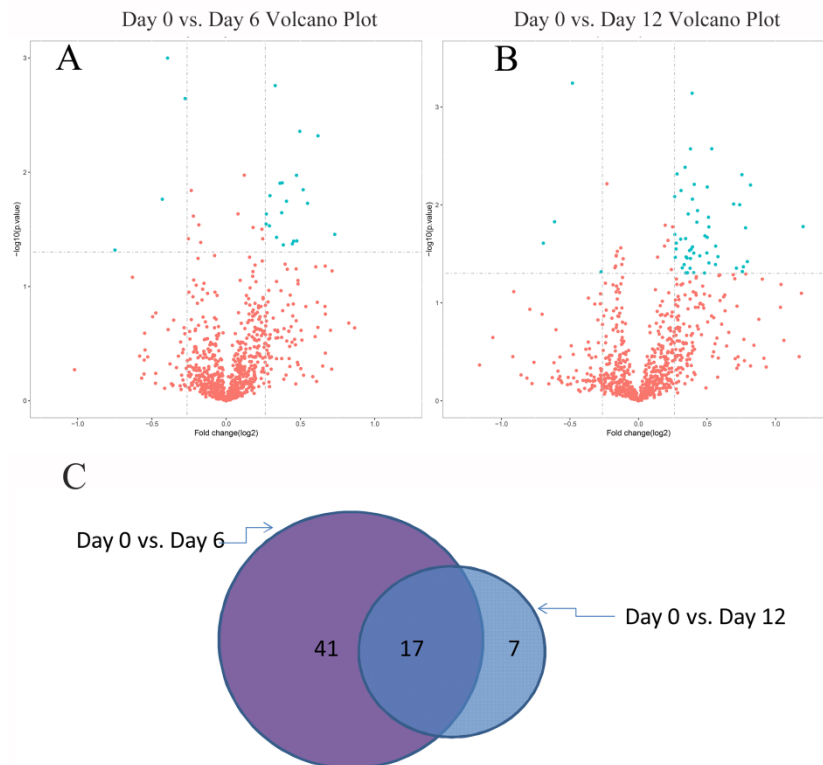 Day 0 vs. Day 6 Volcano Plot
Day 0 vs. Day 12 Volcano Plot
A
3
2
1
0
−log10(p.value)
−1.0 −0.5 0.0 0.5 1.0
Fold change(log2)
B
3
2
1
0
−log10(p.value)
−1.0 −0.5 0.0 0.5 1.0
Fold change(log2)
C
Day 0 vs. Day 6
Day 0 vs. Day 12
41 17 7